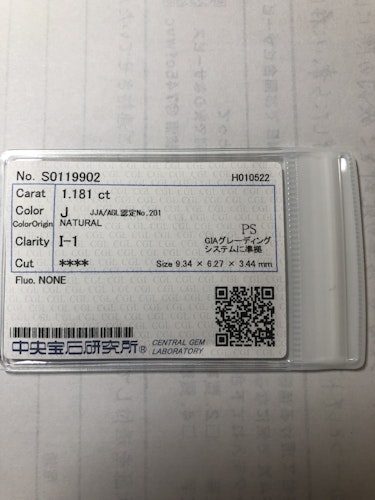 No. S0119902 H010522
Carat 1.181 ct
Color J JJA/AGL認定No.201
ColorOrigin NATURAL
Clarity I-1 PS
GIAグレーディング
システムに準拠
Cut **** Size 9.34 × 6.27 × 3.44 mm
Fluo. NONE
中央宝石研究所® CENTRAL GEM
LABORATORY